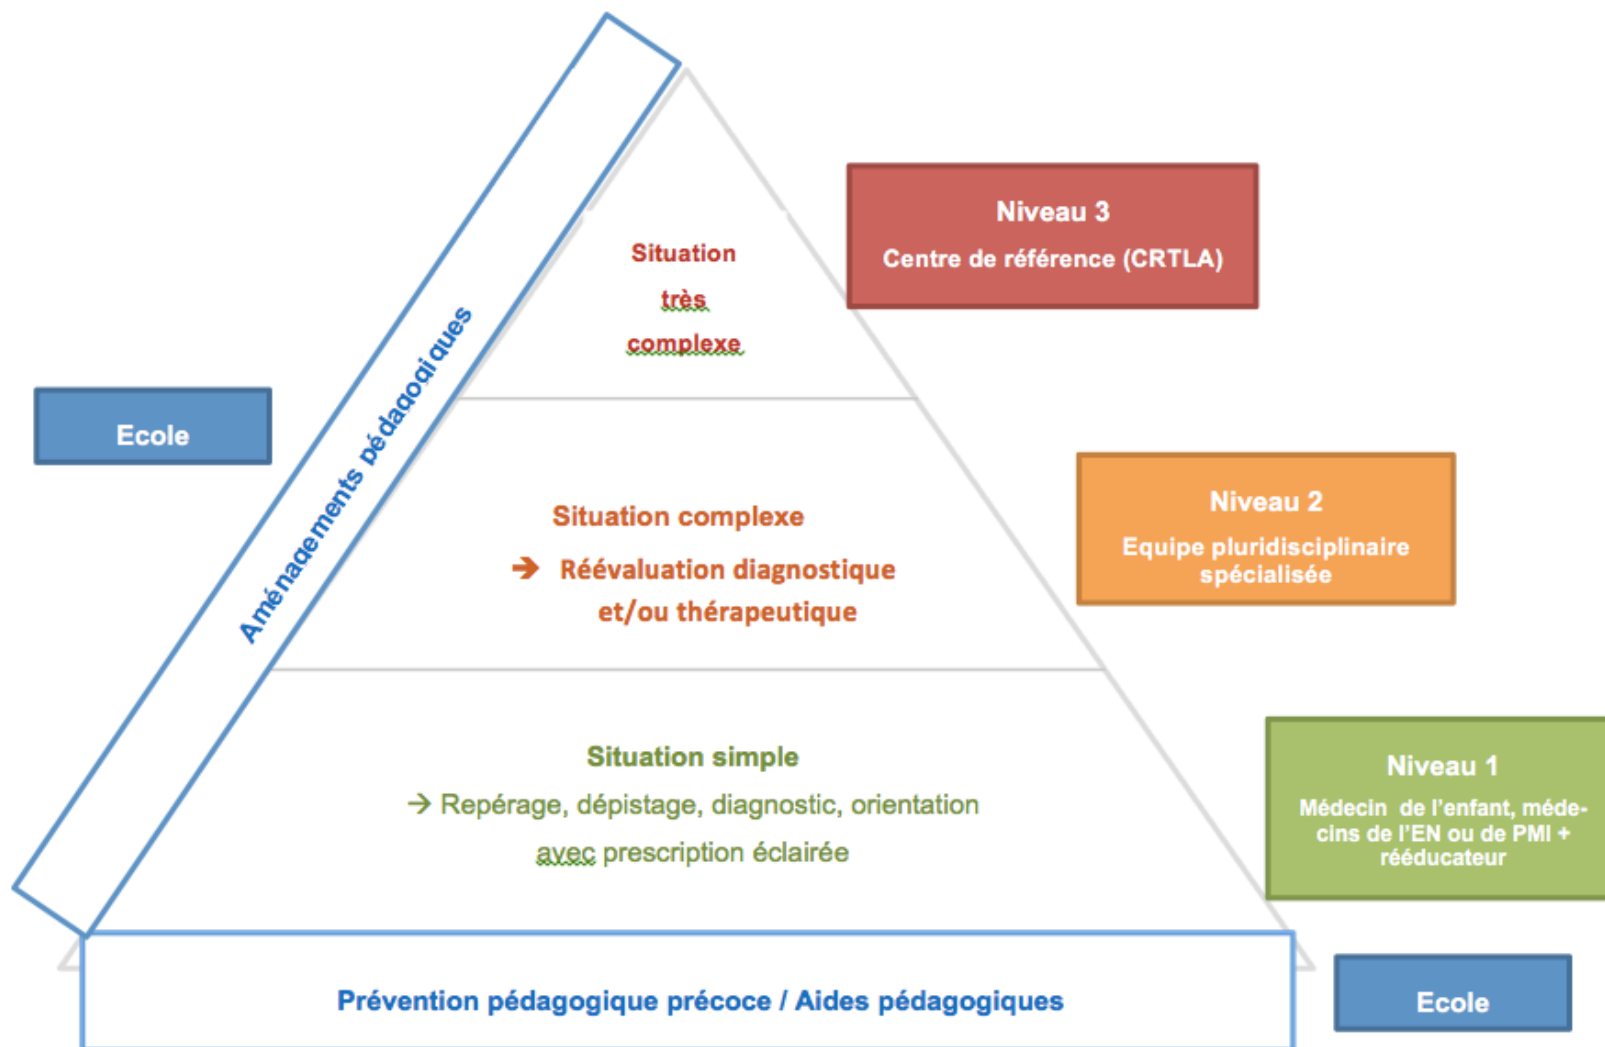 Situation
très
complexe
Niveau 3
Centre de référence (CRTLA)
Ecole
Aménagements pédagogiques
Situation complexe
→ Réévaluation diagnostique
et/ou thérapeutique
Niveau 2
Equipe pluridisciplinaire
spécialisée
Situation simple
→ Repérage, dépistage, diagnostic, orientation
avec prescription éclairée
Niveau 1
Médecin de l'enfant, méde-
cins de l'EN ou de PMI +
rééducateur
Prévention pédagogique précoce / Aides pédagogiques
Ecole